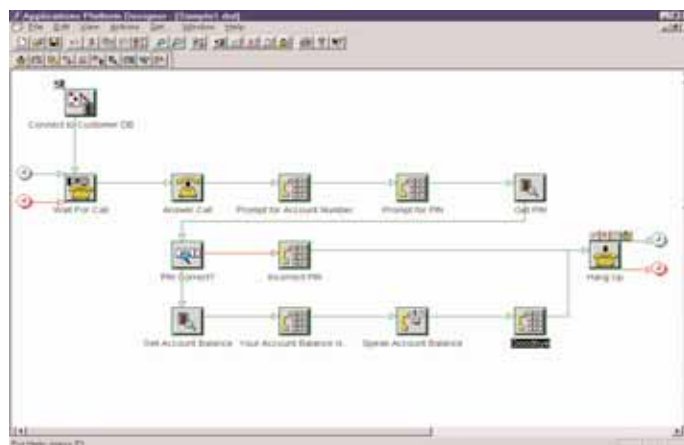 Applications Platform Designer - [Sample1.dsf]
File Edit View Actions Set Window Help
Connect to Customer DB
Wait For Call
Answer Call
Prompt for Account Number
Prompt for PIN
Get PIN
PIN Correct?
Incorrect PIN
Hang Up
Get Account Balance
Your Account Balance is..
Speak Account Balance
Goodbye